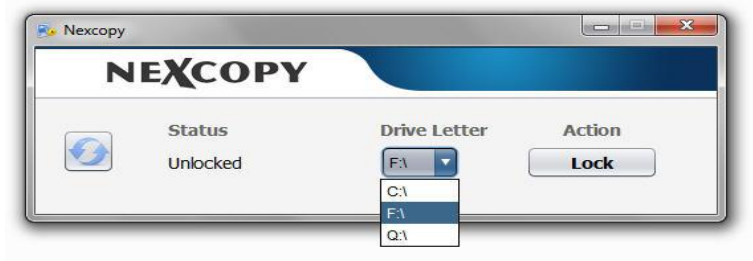 Nexcopy
NEXCOPY
Status Drive Letter Action
Unlocked F:\ Lock
C:\
F:\
Q:\